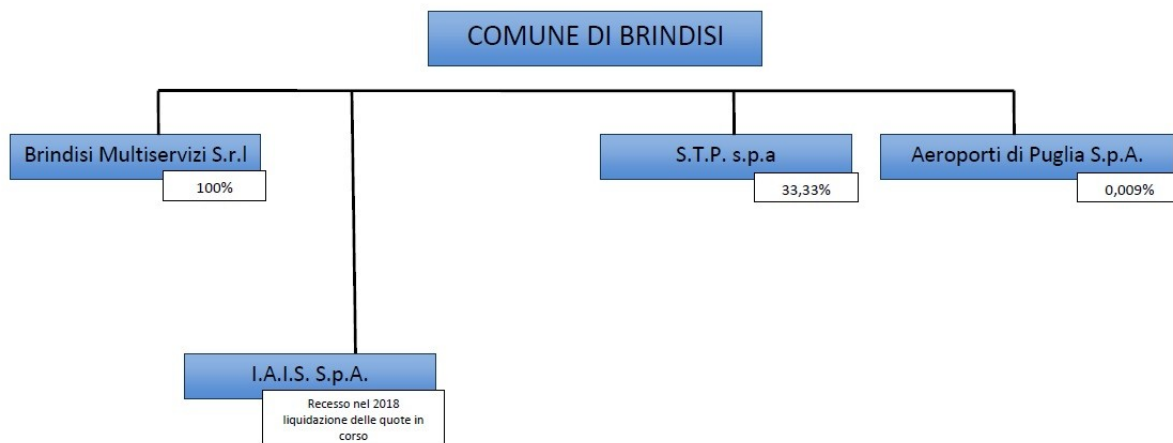 COMUNE DI BRINDISI
Brindisi Multiservizi S.r.l
100%
S.T.P. s.p.a
33,33%
Aeroporti di Puglia S.p.A.
0,009%
I.A.I.S. S.p.A.
Recesso nel 2018
liquidazione delle quote in
corso